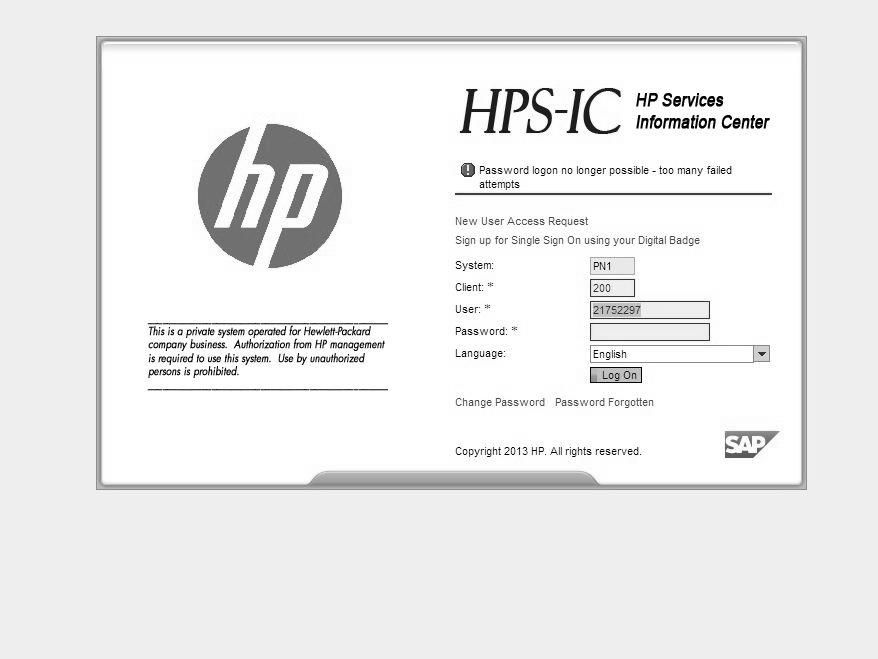 hp
This is a private system operated for Hewlett-Packard
company business. Authorization from HP management
is required to use this system. Use by unauthorized
persons is prohibited.
HPS-IC
HP Services
Information Center
Password logon no longer possible - too many failed
attempts
New User Access Request
Sign up for Single Sign On using your Digital Badge
System: PN1
Client: * 200
User: * 21752297
Password: *
Language: English
Log On
Change Password Password Forgotten
Copyright 2013 HP. All rights reserved.
SAP